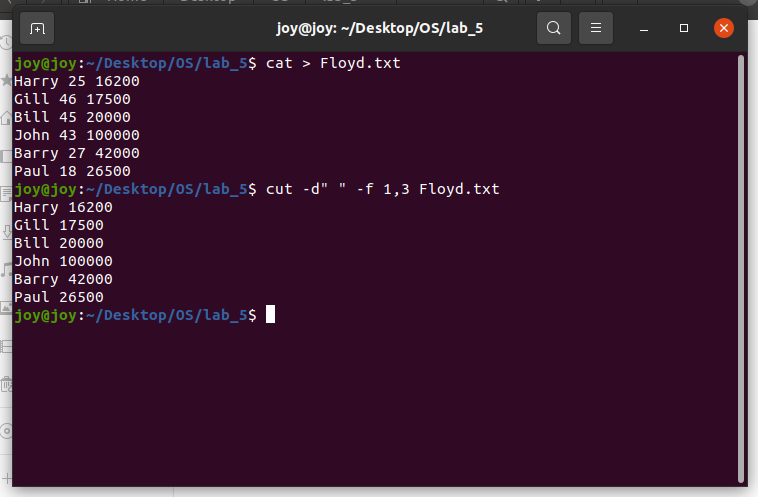 joy@joy: ~/Desktop/OS/lab_5
joy@joy:~/Desktop/OS/lab_5$ cat > Floyd.txt
Harry 25 16200
Gill 46 17500
Bill 45 20000
John 43 100000
Barry 27 42000
Paul 18 26500
joy@joy:~/Desktop/OS/lab_5$ cut -d" " -f 1,3 Floyd.txt
Harry 16200
Gill 17500
Bill 20000
John 100000
Barry 42000
Paul 26500
joy@joy:~/Desktop/OS/lab_5$